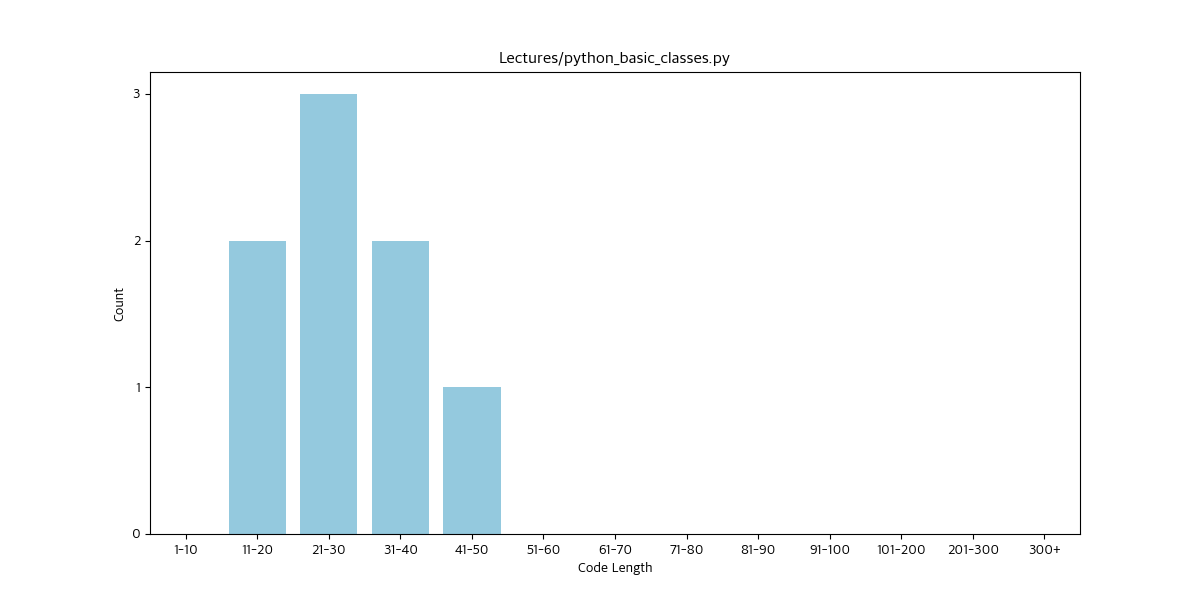 Lectures/python_basic_classes.py
3
2
1
0
Count
1-10 11-20 21-30 31-40 41-50 51-60 61-70 71-80 81-90 91-100 101-200 201-300 300+
Code Length